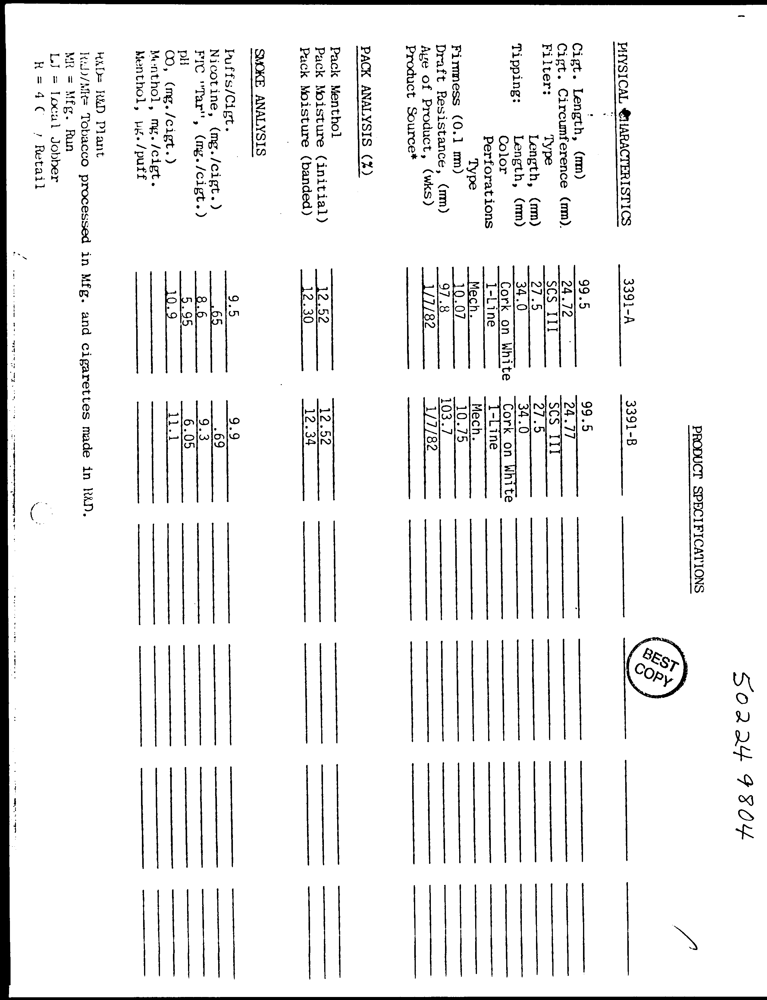 50224 9804
PRODUCT SPECIFICATIONS
BEST COPY
PHYSICAL CHARACTERISTICS 3391-A 3391-B
Cigt. Length, (mm) 99.5 99.5
Cigt. Circumference (mm). 24.72 24.77
Filter: Type SCS III SCS III
Length, (mm) 27.5 27.5
Tipping: Length, (mm) 34.0 34.0
Color Cork on White Cork on White
Perforations 1-Line 1-Line
Type Mech. Mech.
Firmness (0.1 mm) 10.07 10.75
Draft Resistance, (mm) 97.8 103.7
Age of Product, (wks) 1/7/82 1/7/82
Product Source*
PACK ANALYSIS (%)
Pack Menthol
Pack Moisture (initial) 12.52 12.52
Pack Moisture (banded) 12.30 12.34
SMOKE ANALYSIS
Puffs/Cigt. 9.5 9.9
Nicotine, (mg./cigt.) .65 .69
FTC "Tar", (mg./cigt.) 8.6 9.3
pH 5.95 6.05
CO, (mg./cigt.) 10.9 11.1
Menthol, mg./cigt.
Menthol, /puff
R&D= R&D Plant
R&D/MR= Tobacco processed in Mfg. and cigarettes made in R&D.
MR = Mfg. Run
LJ = Local Jobber
R = 4 ( / Retail